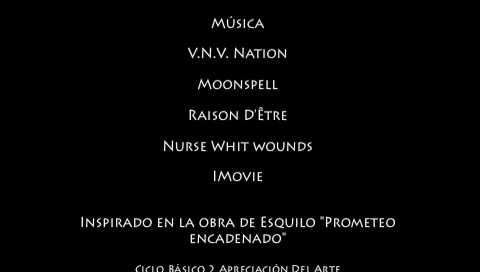 Música
V.N.V. Nation
Moonspell
Raison D'Être
Nurse Whit wounds
IMovie
Inspirado en la obra de Esquilo "Prometeo
encadenado"
Ciclo Básico 2 Apreciación Del Arte